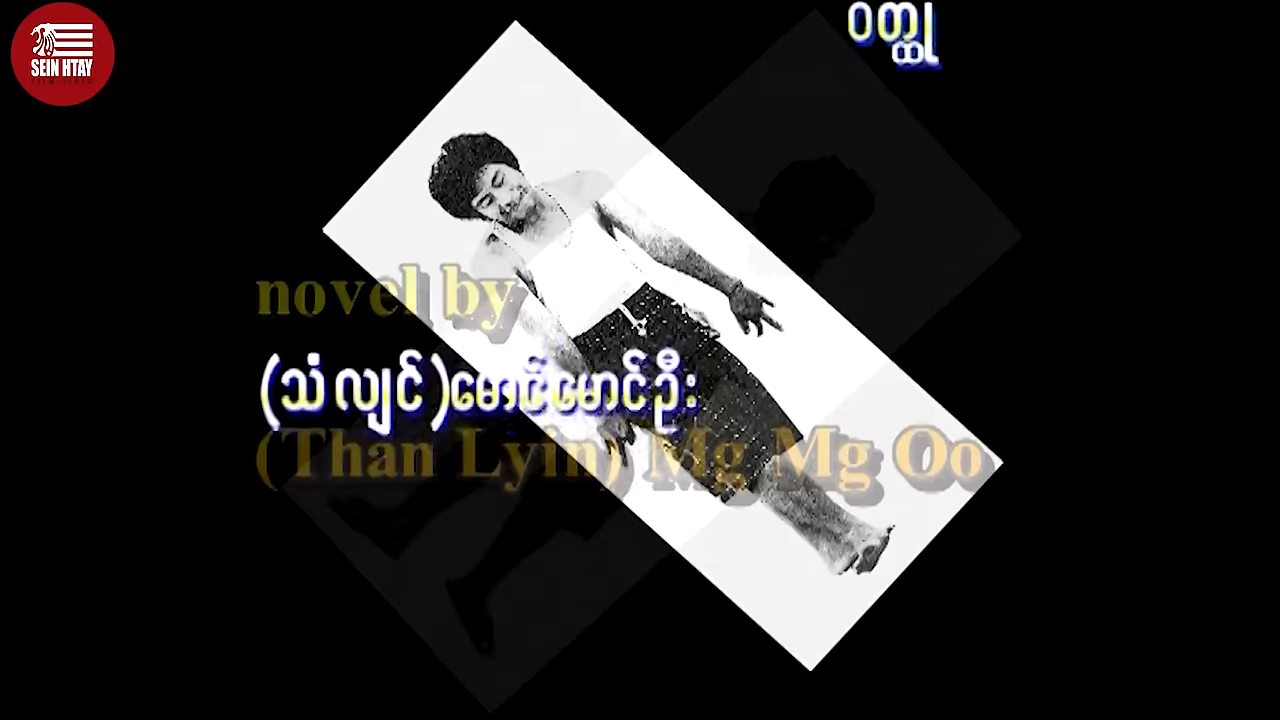 SEIN HTAY
ဝတ္ထု
novel by
(သံလျင်)မောင်မောင်ဦး
(Than Lyin) Mg Mg Oo